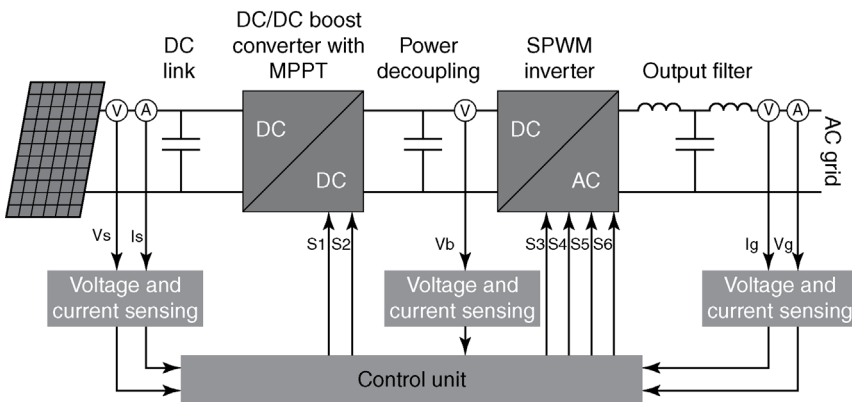 DC
link
DC/DC boost
converter with
MPPT
Power
decoupling
SPWM
inverter
Output filter
V
A
V
V
A
DC
DC
DC
AC
AC grid
Vs
Is
S1
S2
Vb
S3
S4
S5
S6
Ig
Vg
Voltage and
current sensing
Voltage and
current sensing
Voltage and
current sensing
Control unit